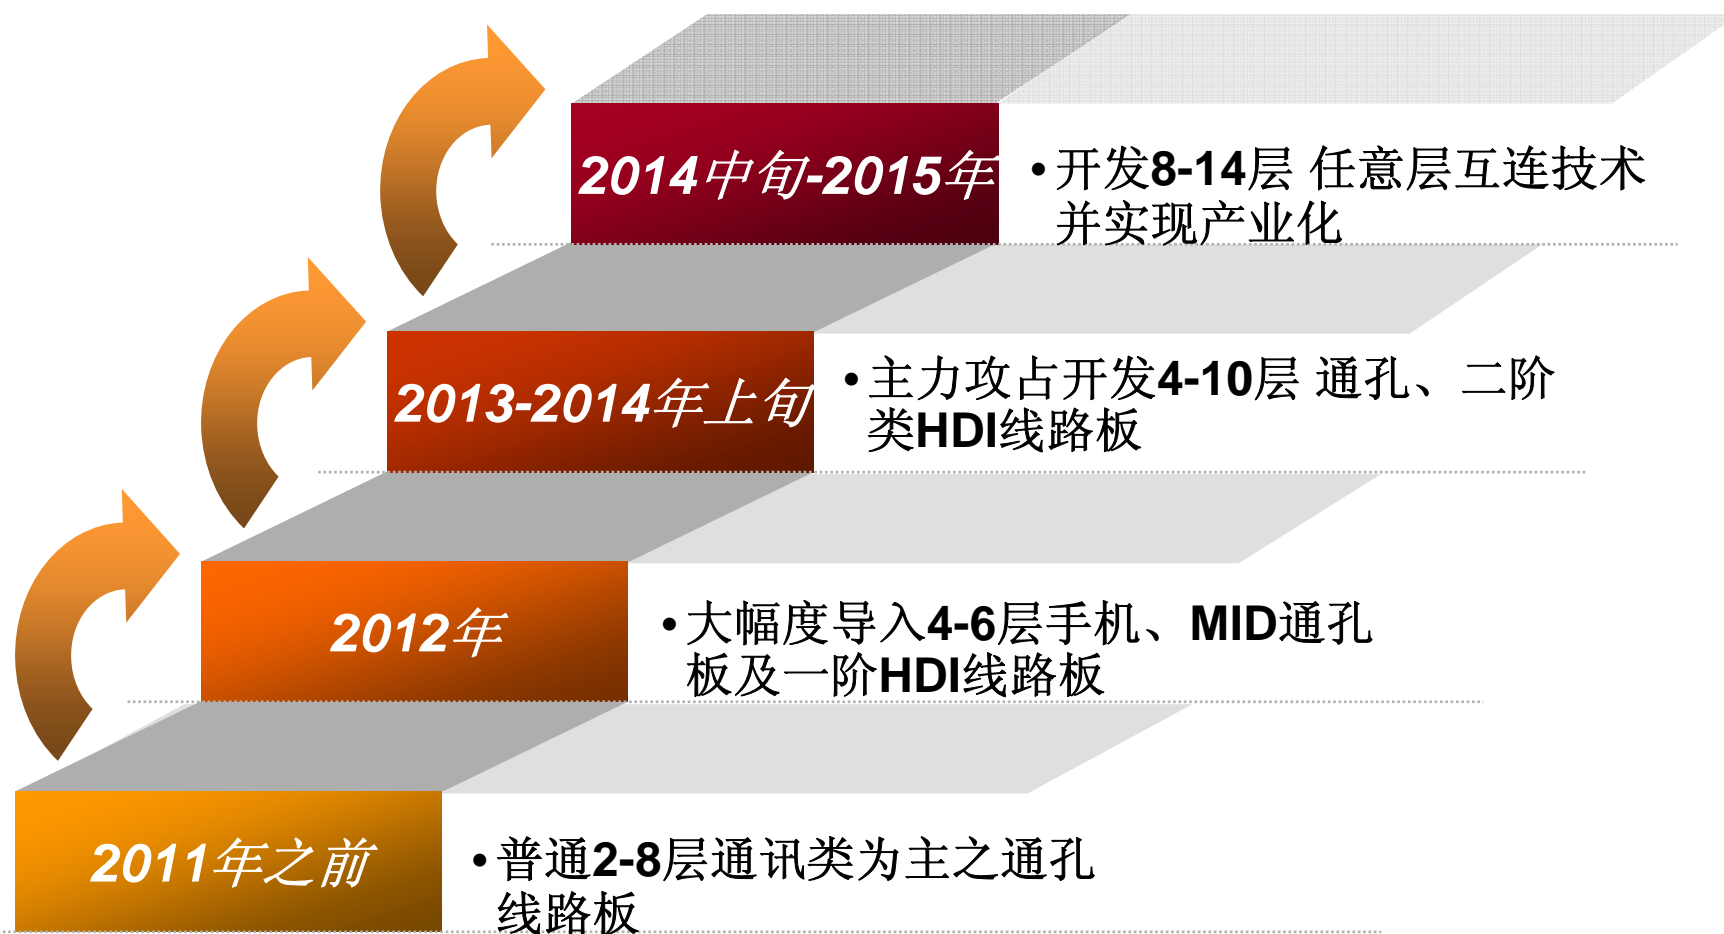 2014中旬-2015年
•开发8-14层 任意层互连技术
并实现产业化
2013-2014年上旬
•主力攻占开发4-10层 通孔、二阶
类HDI线路板
2012年
•大幅度导入4-6层手机、MID通孔
板及一阶HDI线路板
2011年之前
•普通2-8层通讯类为主之通孔
线路板